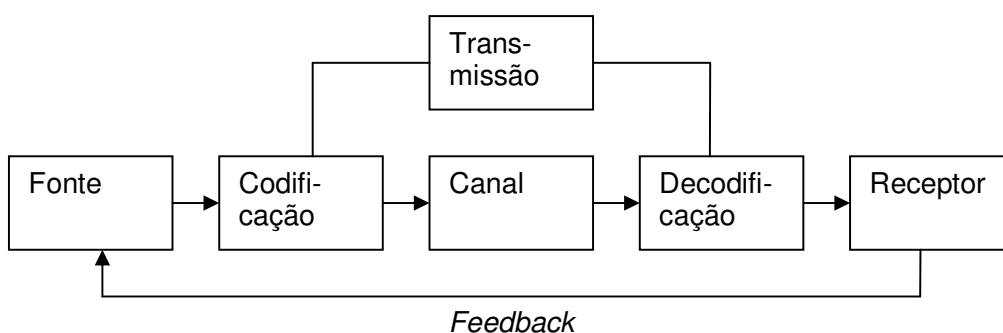 Trans-
missão
Fonte
Codifi-
cação
Canal
Decodifi-
cação
Receptor
Feedback